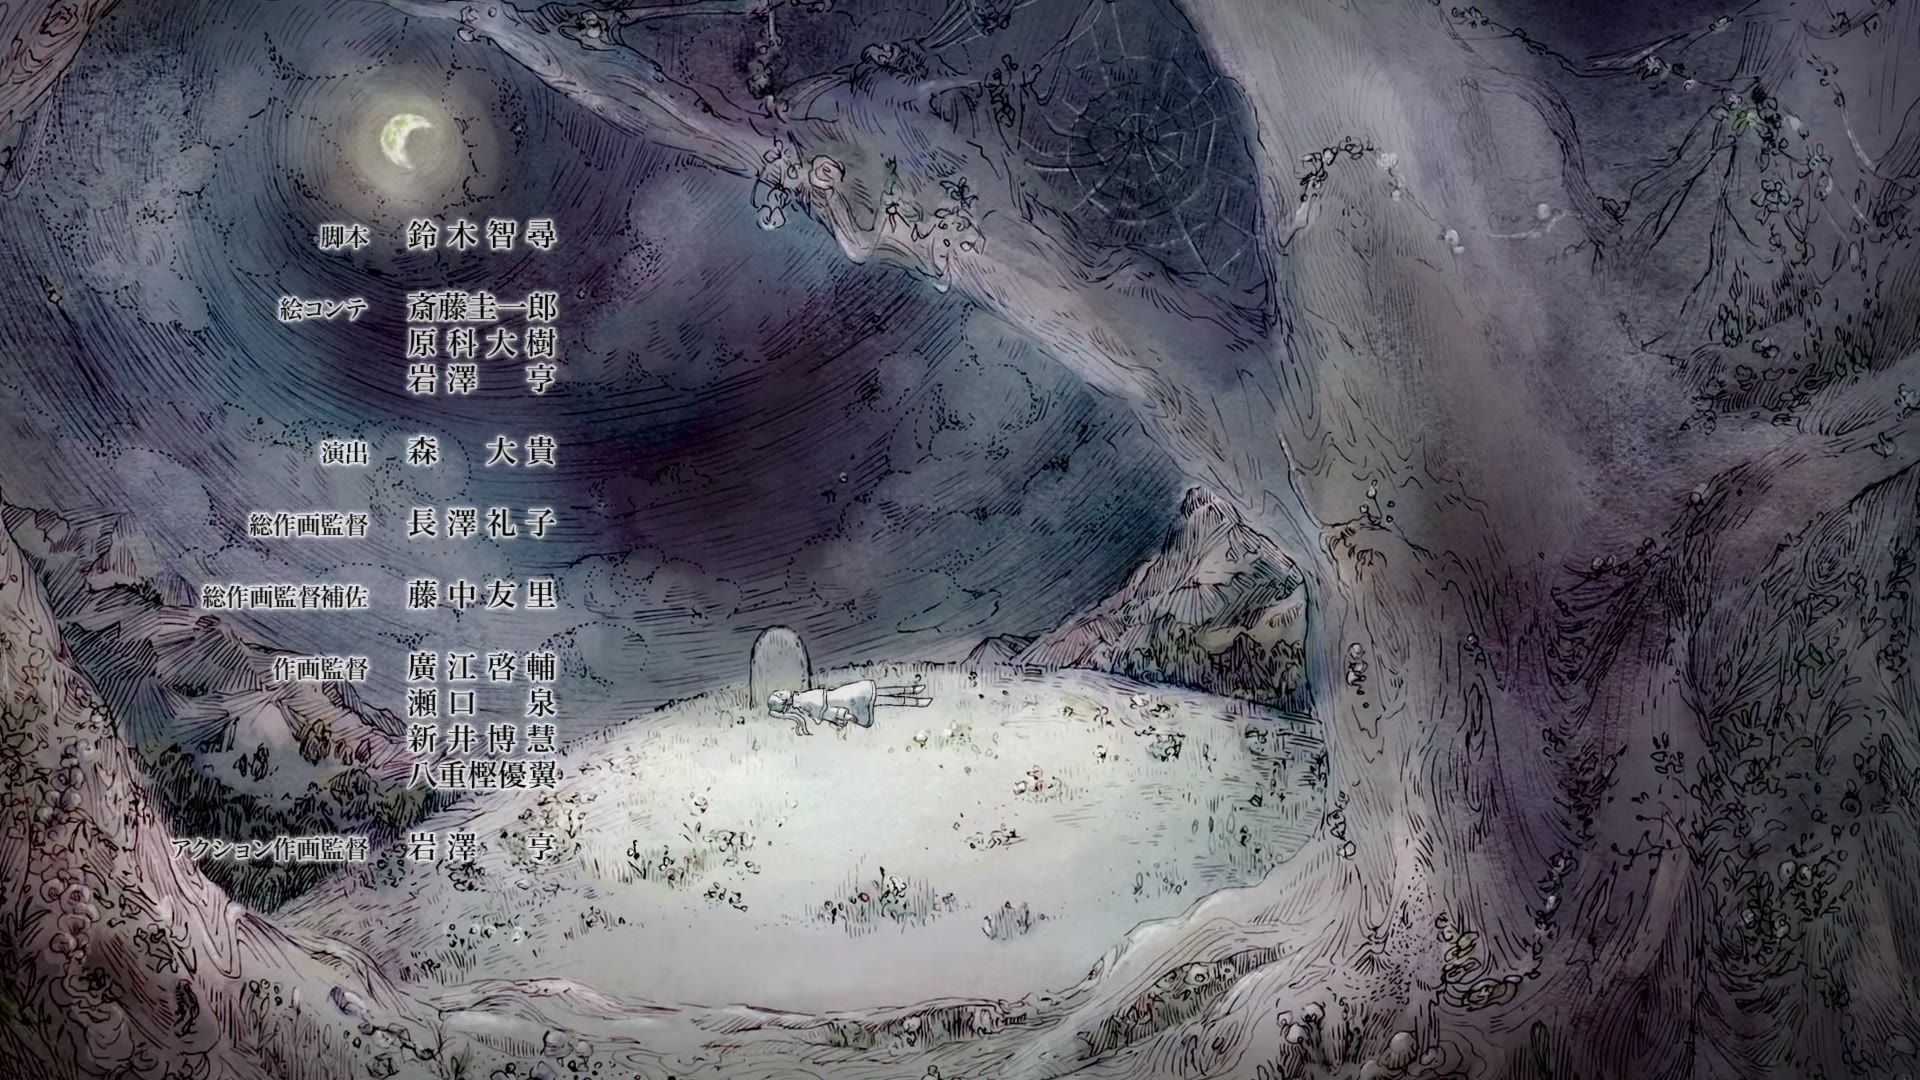 脚本 鈴木智尋
絵コンテ 斎藤圭一郎
原科大樹
岩澤 亨
演出 森 大貴
総作画監督 長澤礼子
総作画監督補佐 藤中友里
作画監督 廣江啓輔
瀬口 泉
新井博慧
八重樫優翼
アクション作画監督 岩澤 亨